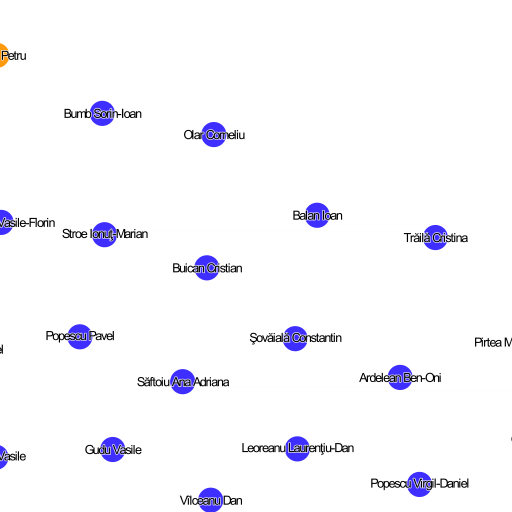 Petru
Bumb Sorin-Ioan
Olar Corneliu
Balan Ioan
Vasile-Florin
Stroe Ionuţ-Marian
Trăilă Cristina
Buican Cristian
Popescu Pavel
Şovăială Constantin
Pirtea M
Săftoiu Ana Adriana
Ardelean Ben-Oni
Gudu Vasile
Leoreanu Laurenţiu-Dan
Vasile
Popescu Virgil-Daniel
Vîlceanu Dan